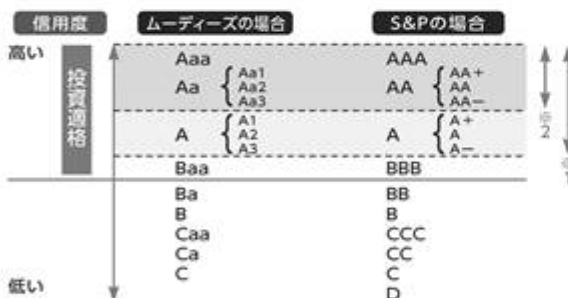 信用度 ムーディーズの場合 S&Pの場合
高い
投資適格
Aaa AAA
Aa Aa1 Aa2 Aa3 AA AA+ AA AA−
A A1 A2 A3 A A+ A A−
Baa BBB
※2
Ba BB
B B
Caa CCC
Ca CC
C C
低い D